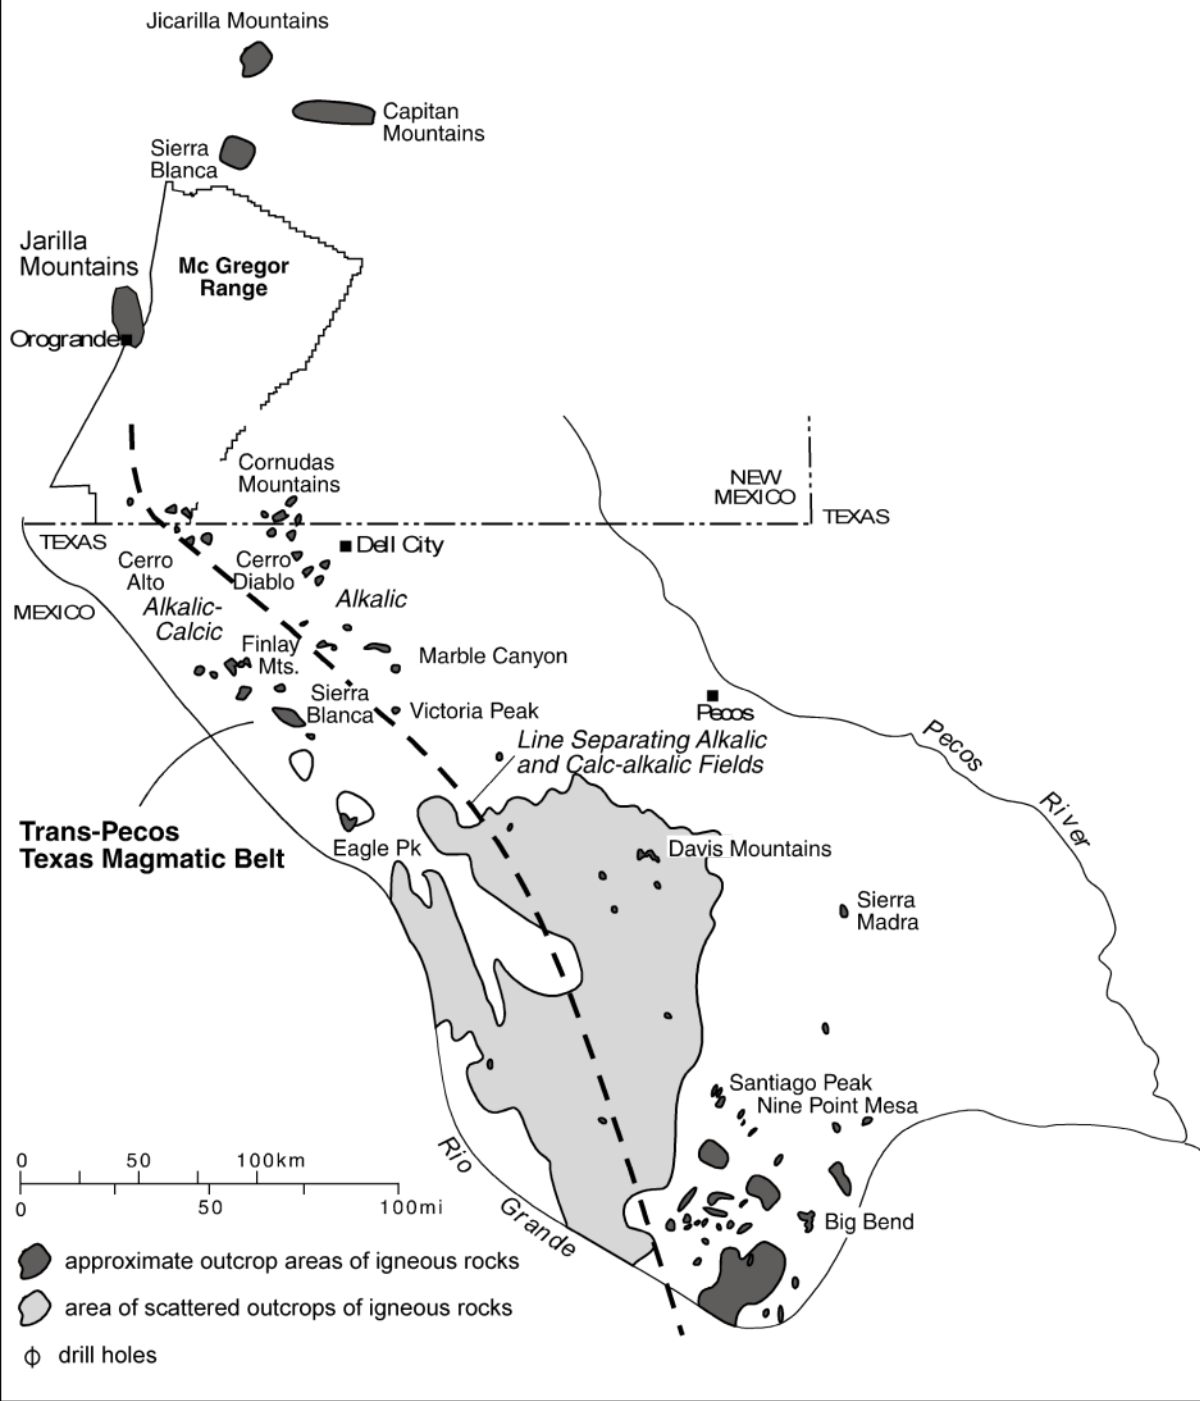 Jicarilla Mountains
Capitan
Mountains
Sierra
Blanca
Jarilla
Mountains
Mc Gregor
Range
Orogrande
Cornudas
Mountains
NEW
MEXICO
TEXAS
TEXAS
Dell City
Cerro
Alto
Cerro
Diablo
MEXICO
Alkalic-
Calcic
Alkalic
Finlay
Mts.
Marble Canyon
Sierra
Blanca
Victoria Peak
Pecos
Line Separating Alkalic
and Calc-alkalic Fields
Pecos
River
Trans-Pecos
Texas Magmatic Belt
Eagle Pk
Davis Mountains
Sierra
Madra
Santiago Peak
Nine Point Mesa
Rio
Grande
Big Bend
0 50 100km
0 50 100mi
approximate outcrop areas of igneous rocks
area of scattered outcrops of igneous rocks
drill holes